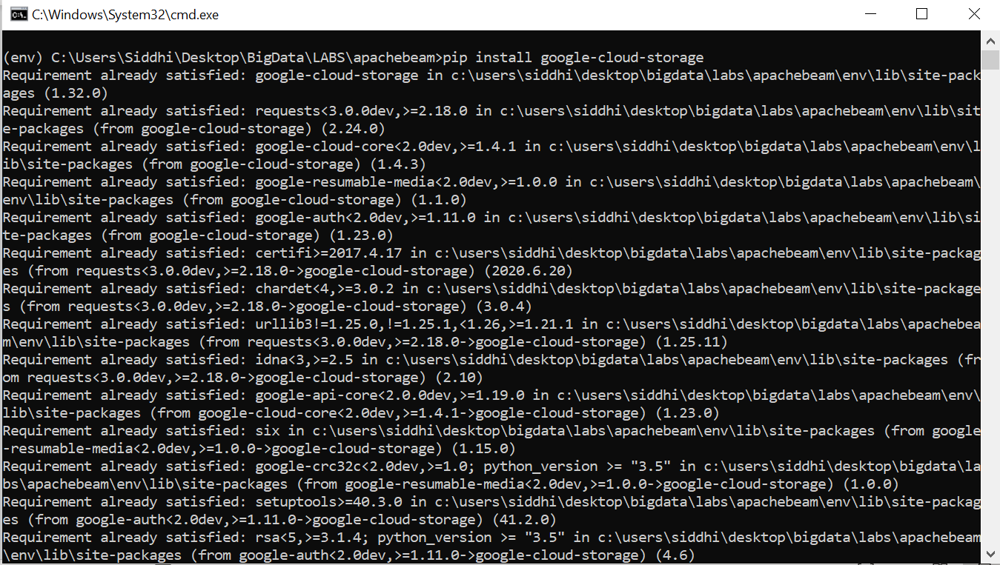 C:\Windows\System32\cmd.exe
(env) C:\Users\Siddhi\Desktop\BigData\LABS\apachebeam>pip install google-cloud-storage
Requirement already satisfied: google-cloud-storage in c:\users\siddhi\desktop\bigdata\labs\apachebeam\env\lib\site-pack
ages (1.32.0)
Requirement already satisfied: requests<3.0.0dev,>=2.18.0 in c:\users\siddhi\desktop\bigdata\labs\apachebeam\env\lib\sit
e-packages (from google-cloud-storage) (2.24.0)
Requirement already satisfied: google-cloud-core<2.0dev,>=1.4.1 in c:\users\siddhi\desktop\bigdata\labs\apachebeam\env\l
ib\site-packages (from google-cloud-storage) (1.4.3)
Requirement already satisfied: google-resumable-media<2.0dev,>=1.0.0 in c:\users\siddhi\desktop\bigdata\labs\apachebeam\
env\lib\site-packages (from google-cloud-storage) (1.1.0)
Requirement already satisfied: google-auth<2.0dev,>=1.11.0 in c:\users\siddhi\desktop\bigdata\labs\apachebeam\env\lib\si
te-packages (from google-cloud-storage) (1.23.0)
Requirement already satisfied: certifi>=2017.4.17 in c:\users\siddhi\desktop\bigdata\labs\apachebeam\env\lib\site-packag
es (from requests<3.0.0dev,>=2.18.0->google-cloud-storage) (2020.6.20)
Requirement already satisfied: chardet<4,>=3.0.2 in c:\users\siddhi\desktop\bigdata\labs\apachebeam\env\lib\site-package
s (from requests<3.0.0dev,>=2.18.0->google-cloud-storage) (3.0.4)
Requirement already satisfied: urllib3!=1.25.0,!=1.25.1,<1.26,>=1.21.1 in c:\users\siddhi\desktop\bigdata\labs\apachebea
m\env\lib\site-packages (from requests<3.0.0dev,>=2.18.0->google-cloud-storage) (1.25.11)
Requirement already satisfied: idna<3,>=2.5 in c:\users\siddhi\desktop\bigdata\labs\apachebeam\env\lib\site-packages (fr
om requests<3.0.0dev,>=2.18.0->google-cloud-storage) (2.10)
Requirement already satisfied: google-api-core<2.0.0dev,>=1.19.0 in c:\users\siddhi\desktop\bigdata\labs\apachebeam\env\
lib\site-packages (from google-cloud-core<2.0dev,>=1.4.1->google-cloud-storage) (1.23.0)
Requirement already satisfied: six in c:\users\siddhi\desktop\bigdata\labs\apachebeam\env\lib\site-packages (from google
-resumable-media<2.0dev,>=1.0.0->google-cloud-storage) (1.15.0)
Requirement already satisfied: google-crc32c<2.0dev,>=1.0; python_version >= "3.5" in c:\users\siddhi\desktop\bigdata\la
bs\apachebeam\env\lib\site-packages (from google-resumable-media<2.0dev,>=1.0.0->google-cloud-storage) (1.0.0)
Requirement already satisfied: setuptools>=40.3.0 in c:\users\siddhi\desktop\bigdata\labs\apachebeam\env\lib\site-packag
es (from google-auth<2.0dev,>=1.11.0->google-cloud-storage) (41.2.0)
Requirement already satisfied: rsa<5,>=3.1.4; python_version >= "3.5" in c:\users\siddhi\desktop\bigdata\labs\apachebeam
\env\lib\site-packages (from google-auth<2.0dev,>=1.11.0->google-cloud-storage) (4.6)